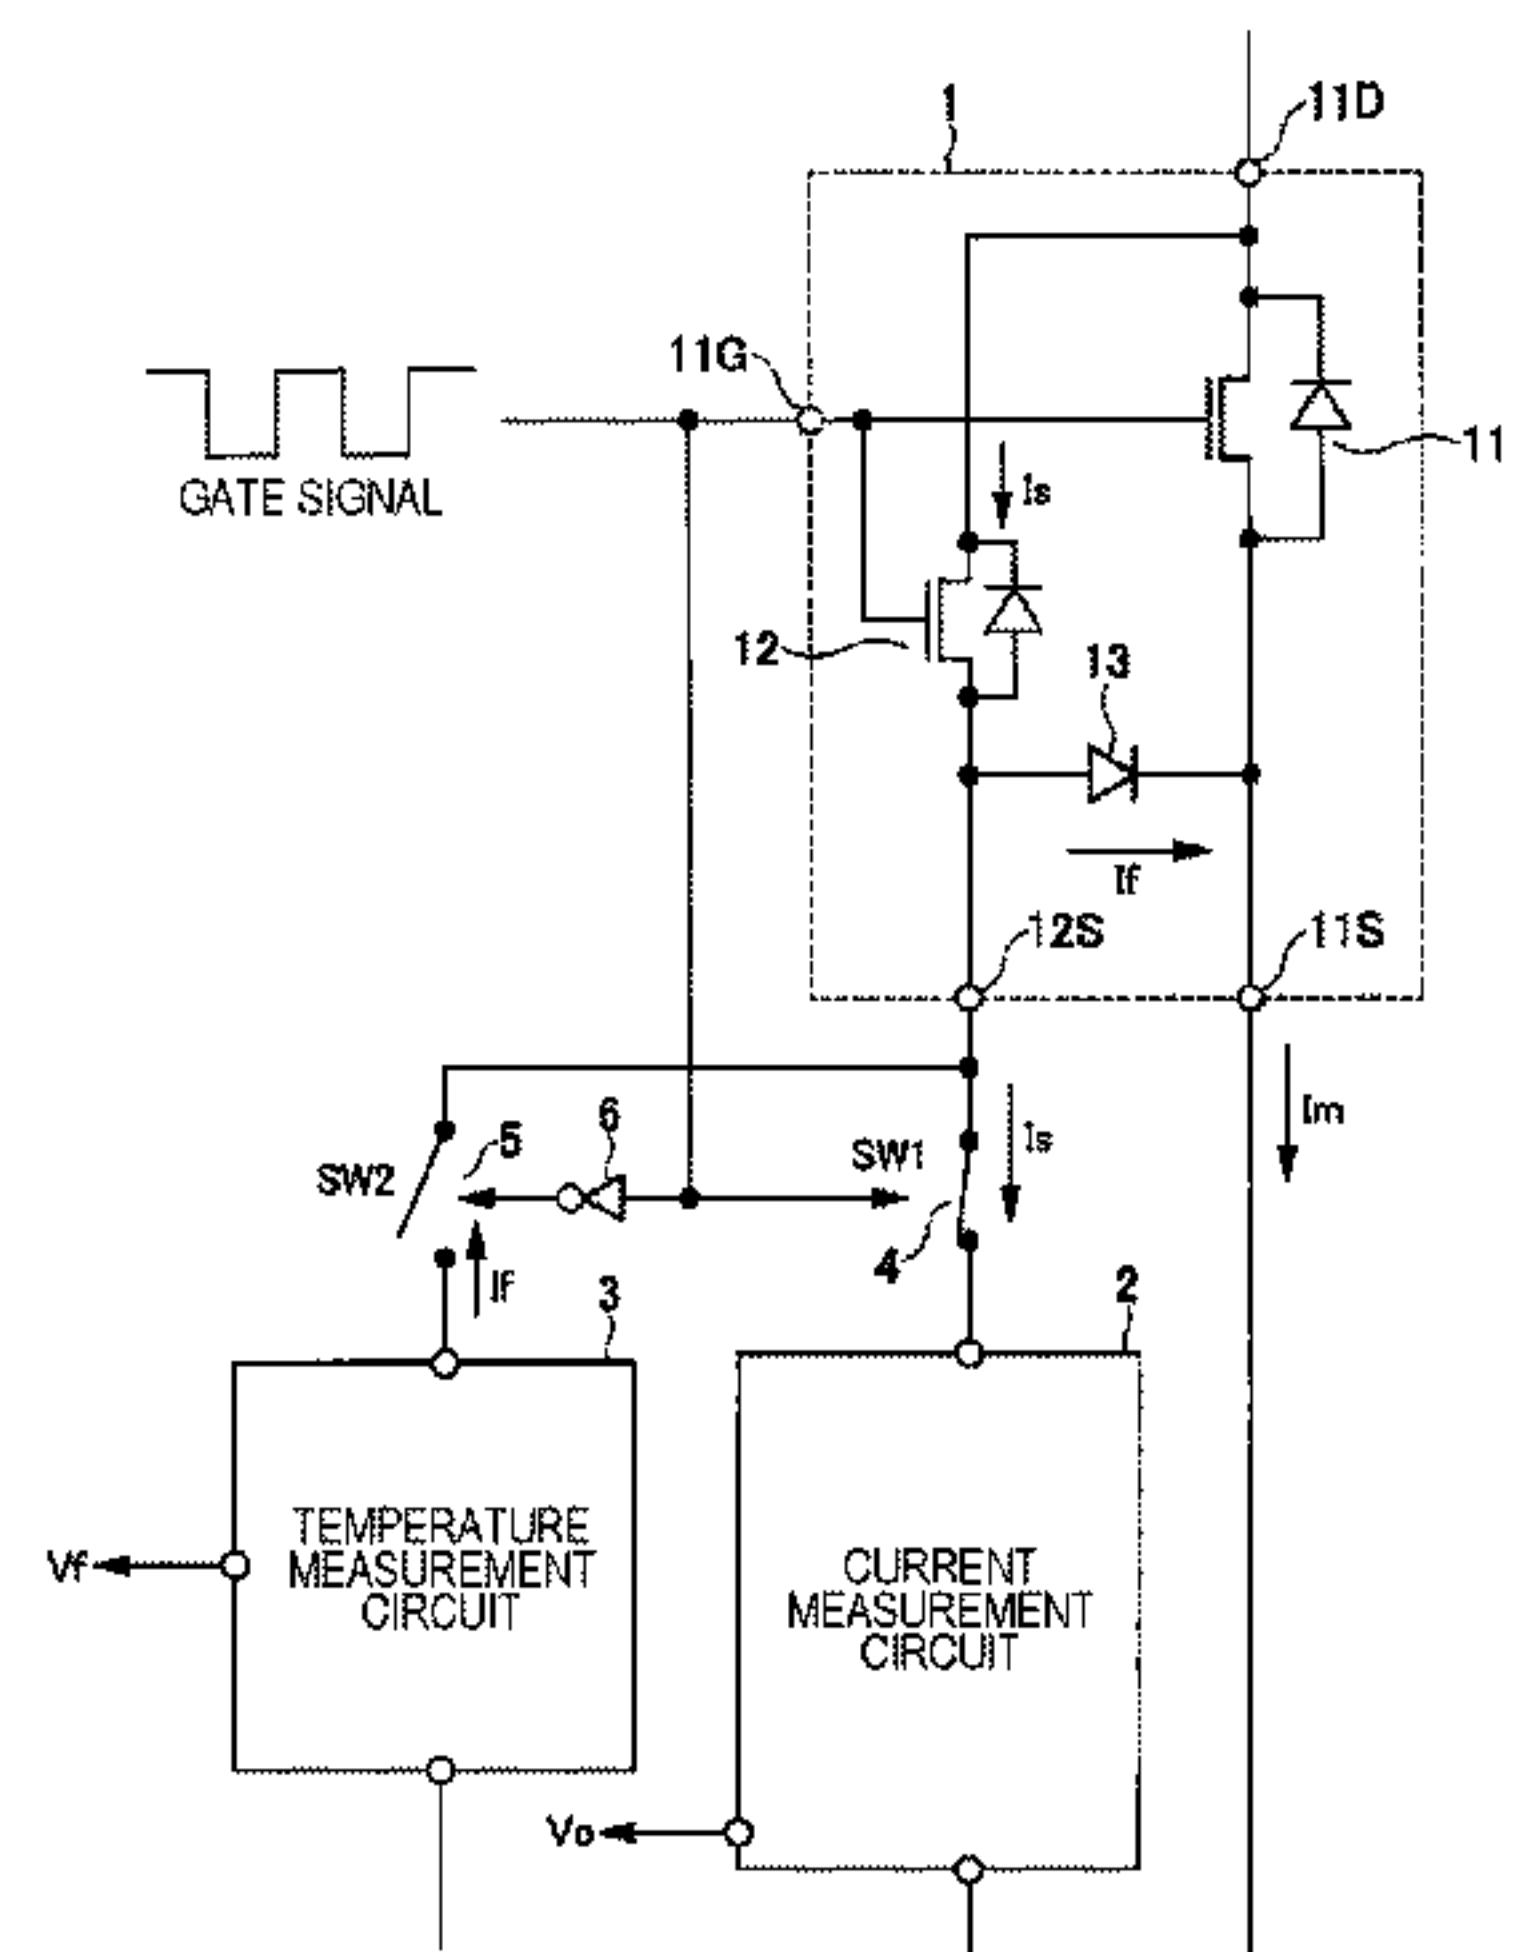 1
11D
11G
11
GATE SIGNAL
Is
12
13
If
12S
11S
6
5
SW2
SW1
Is
Im
4
If
3
2
TEMPERATURE
MEASUREMENT
CIRCUIT
Vf
CURRENT
MEASUREMENT
CIRCUIT
Vo